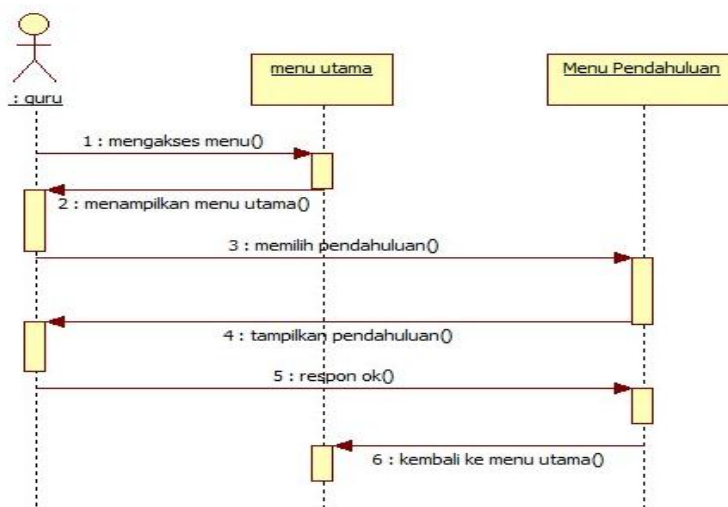 : guru
menu utama
Menu Pendahuluan
1 : mengakses menu()
2 : menampilkan menu utama()
3 : memilih pendahuluan()
4 : tampilkan pendahuluan()
5 : respon ok()
6 : kembali ke menu utama()